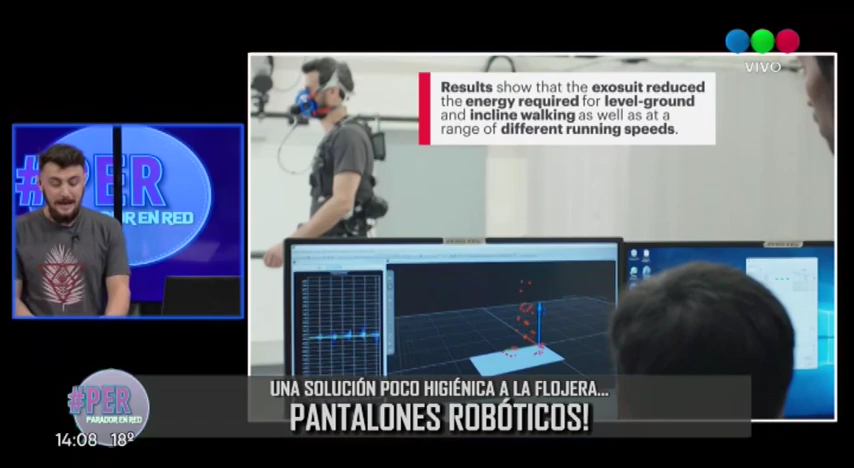 VIVO
Results show that the exosuit reduced
the energy required for level-ground
and incline walking as well as at a
range of different running speeds.
#PER
PARADOR EN RED
UNA SOLUCIÓN POCO HIGIÉNICA A LA FLOJERA...
PANTALONES ROBÓTICOS!
#PER
PARADOR EN RED
14:08 18º